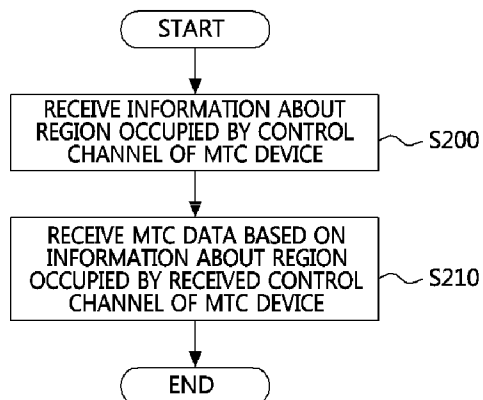 START
RECEIVE INFORMATION ABOUT
REGION OCCUPIED BY CONTROL
CHANNEL OF MTC DEVICE
S200
RECEIVE MTC DATA BASED ON
INFORMATION ABOUT REGION
OCCUPIED BY RECEIVED CONTROL
CHANNEL OF MTC DEVICE
S210
END